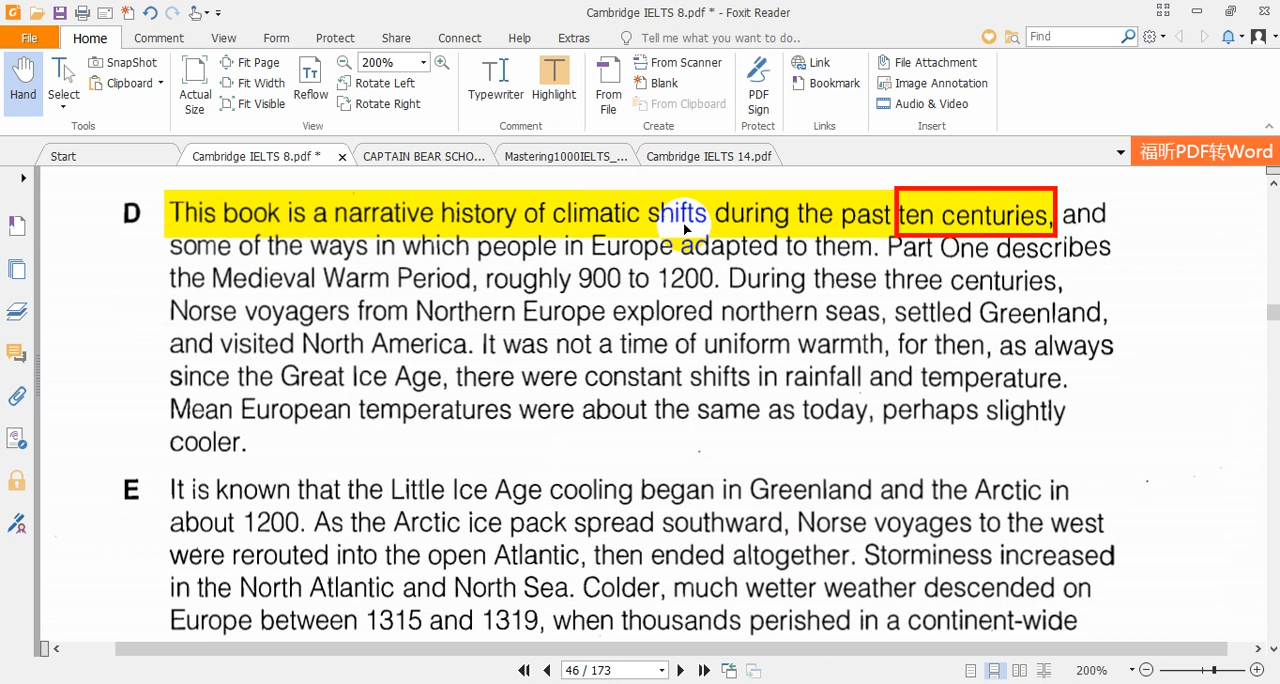 Cambridge IELTS 8.pdf * - Foxit Reader
File Home Comment View Form Protect Share Connect Help Extras Tell me what you want to do.. Find
Hand
Select
SnapShot
Clipboard
Tools
Actual Size
Fit Page
Fit Width
Fit Visible
Reflow
200%
Rotate Left
Rotate Right
View
Typewriter
Highlight
Comment
From File
From Scanner
Blank
From Clipboard
Create
PDF Sign
Protect
Link
Bookmark
Links
File Attachment
Image Annotation
Audio & Video
Insert
Start Cambridge IELTS 8.pdf * CAPTAIN BEAR SCHO... Mastering1000IELTS_... Cambridge IELTS 14.pdf 福昕PDF转Word
D This book is a narrative history of climatic shifts during the past ten centuries, and
some of the ways in which people in Europe adapted to them. Part One describes
the Medieval Warm Period, roughly 900 to 1200. During these three centuries,
Norse voyagers from Northern Europe explored northern seas, settled Greenland,
and visited North America. It was not a time of uniform warmth, for then, as always
since the Great Ice Age, there were constant shifts in rainfall and temperature.
Mean European temperatures were about the same as today, perhaps slightly
cooler.
E It is known that the Little Ice Age cooling began in Greenland and the Arctic in
about 1200. As the Arctic ice pack spread southward, Norse voyages to the west
were rerouted into the open Atlantic, then ended altogether. Storminess increased
in the North Atlantic and North Sea. Colder, much wetter weather descended on
Europe between 1315 and 1319, when thousands perished in a continent-wide
46 / 173
200%